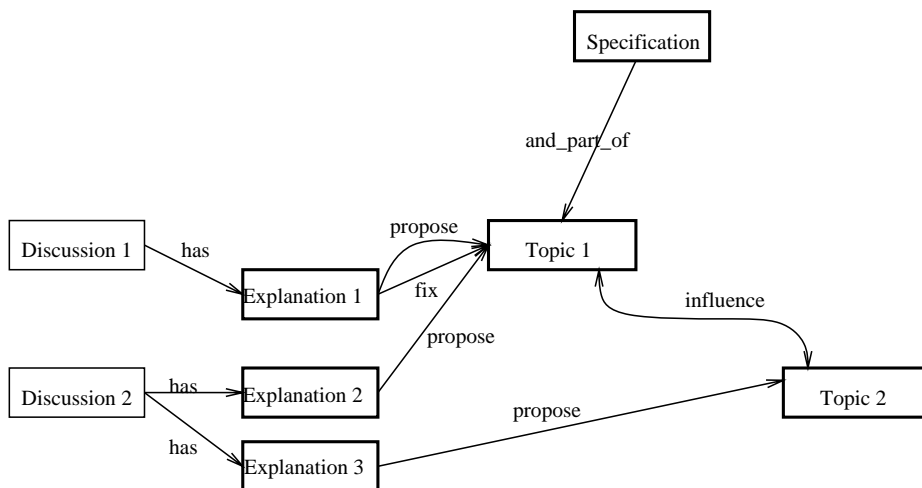 Specification
and_part_of
propose
Discussion 1
has
Topic 1
Explanation 1
fix
influence
propose
Discussion 2
has
Explanation 2
propose
Topic 2
has
Explanation 3